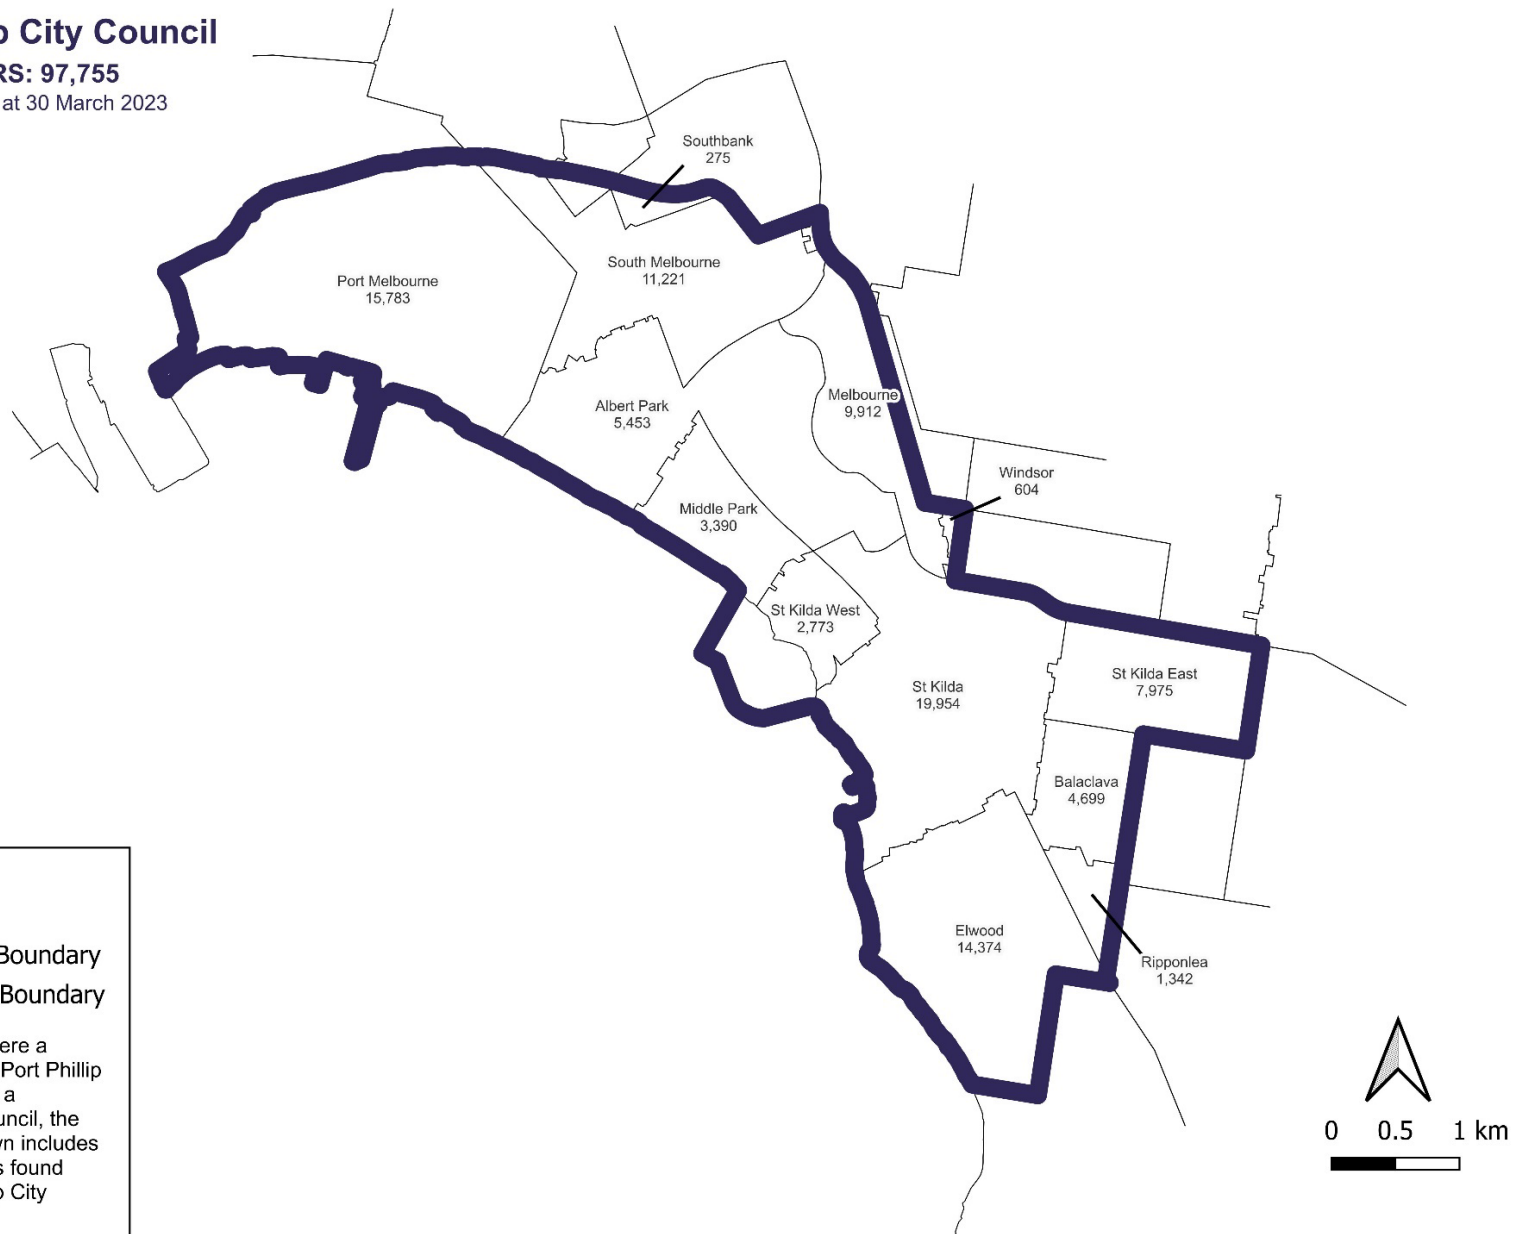 City Council
97,755
at 30 March 2023
Southbank
275
South Melbourne
11,221
Port Melbourne
15,783
Melbourne
9,912
Albert Park
5,453
Windsor
604
Middle Park
3,390
St Kilda West
2,773
St Kilda
19,954
St Kilda East
7,975
Balaclava
4,699
Elwood
14,374
Ripponlea
1,342
Boundary
Boundary
ere a
Port Phillip
a
uncil, the
wn includes
s found
o City
0 0.5 1 km